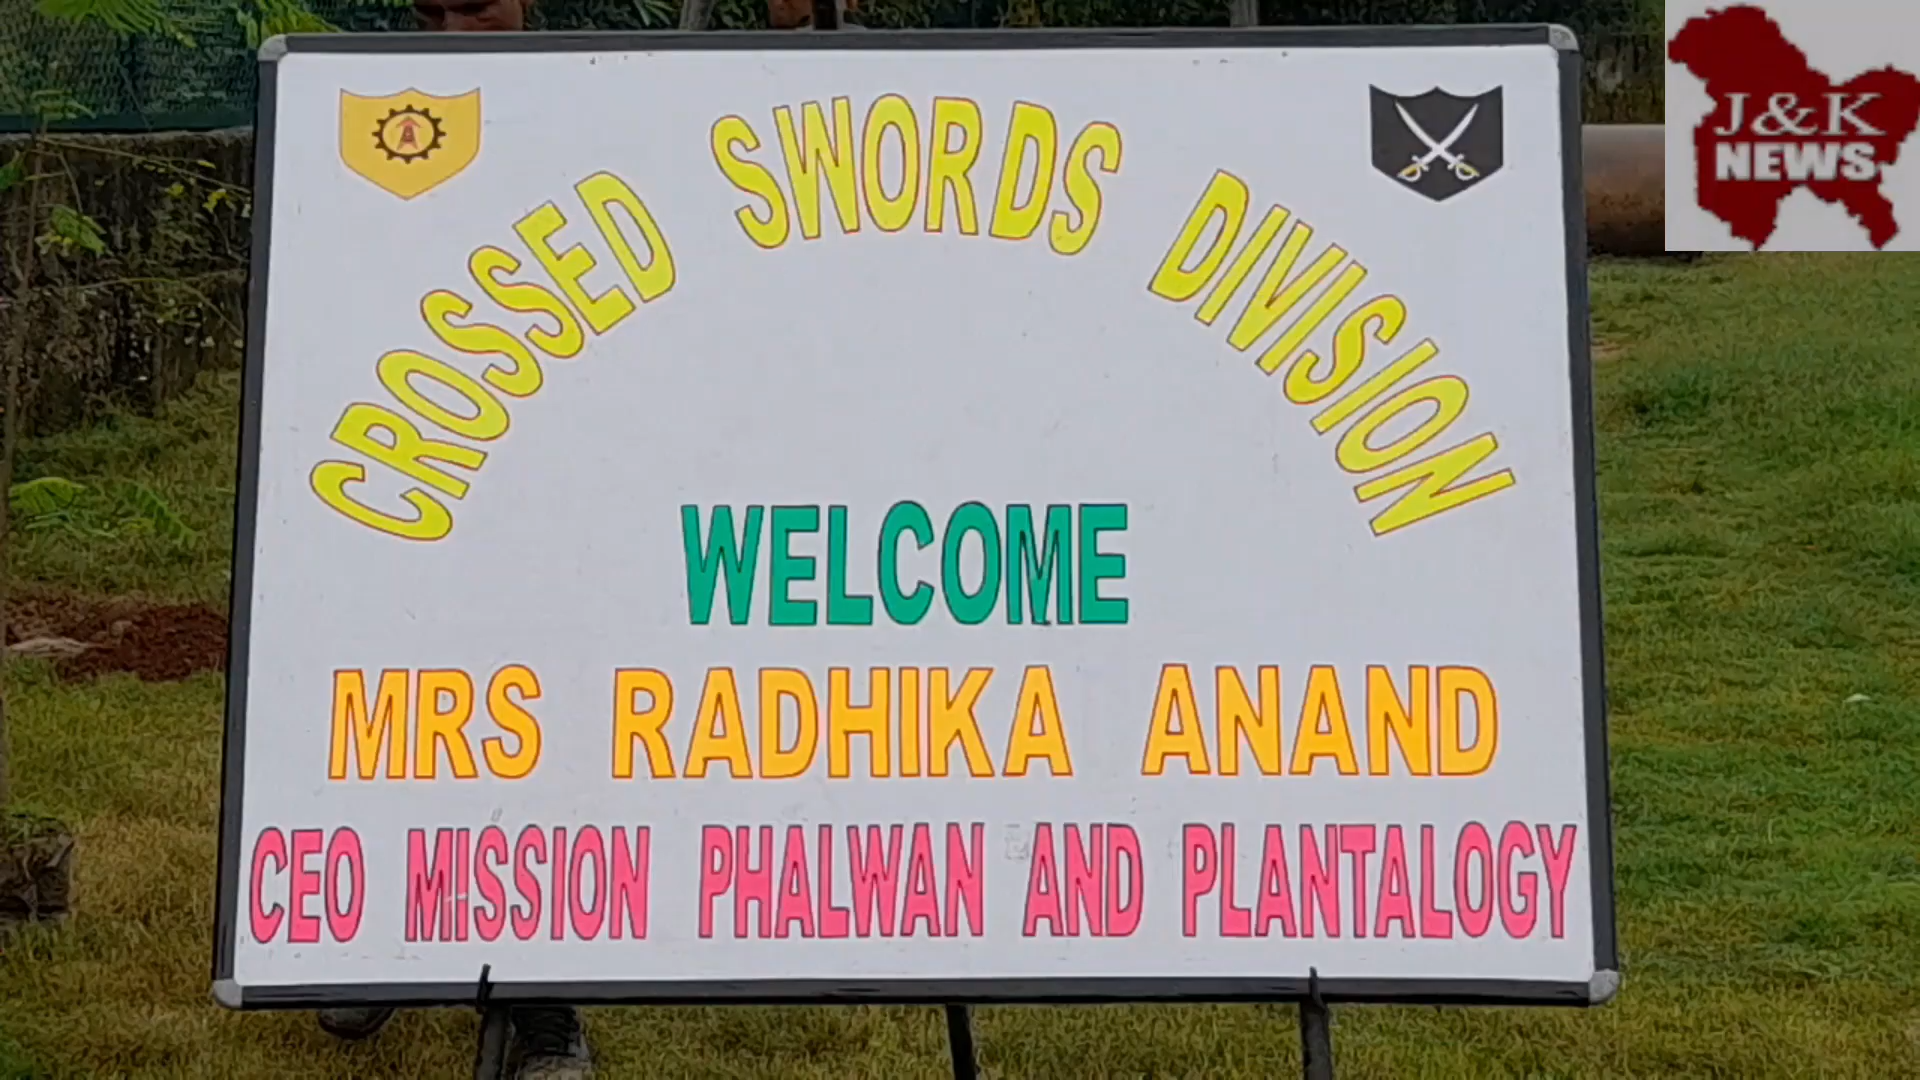 CROSSED SWORDS DIVISION
WELCOME
MRS RADHIKA ANAND
CEO MISSION PHALWAN AND PLANTALOGY
J&K
NEWS